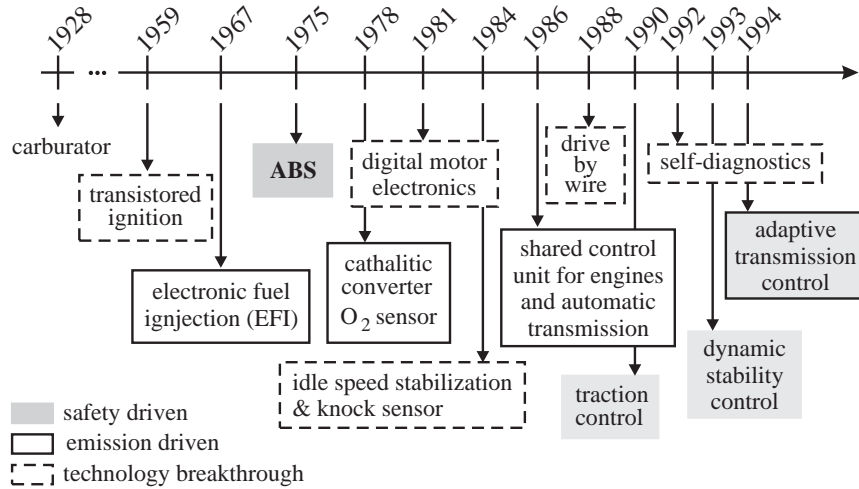 1928
...
1959
1967
1975
1978
1981
1984
1986
1988
1990
1992
1993
1994
carburator
transistored
ignition
electronic fuel
ignjection (EFI)
ABS
cathalitic
converter
O2 sensor
digital motor
electronics
idle speed stabilization
& knock sensor
shared control
unit for engines
and automatic
transmission
drive
by
wire
traction
control
self-diagnostics
dynamic
stability
control
adaptive
transmission
control
safety driven
emission driven
technology breakthrough